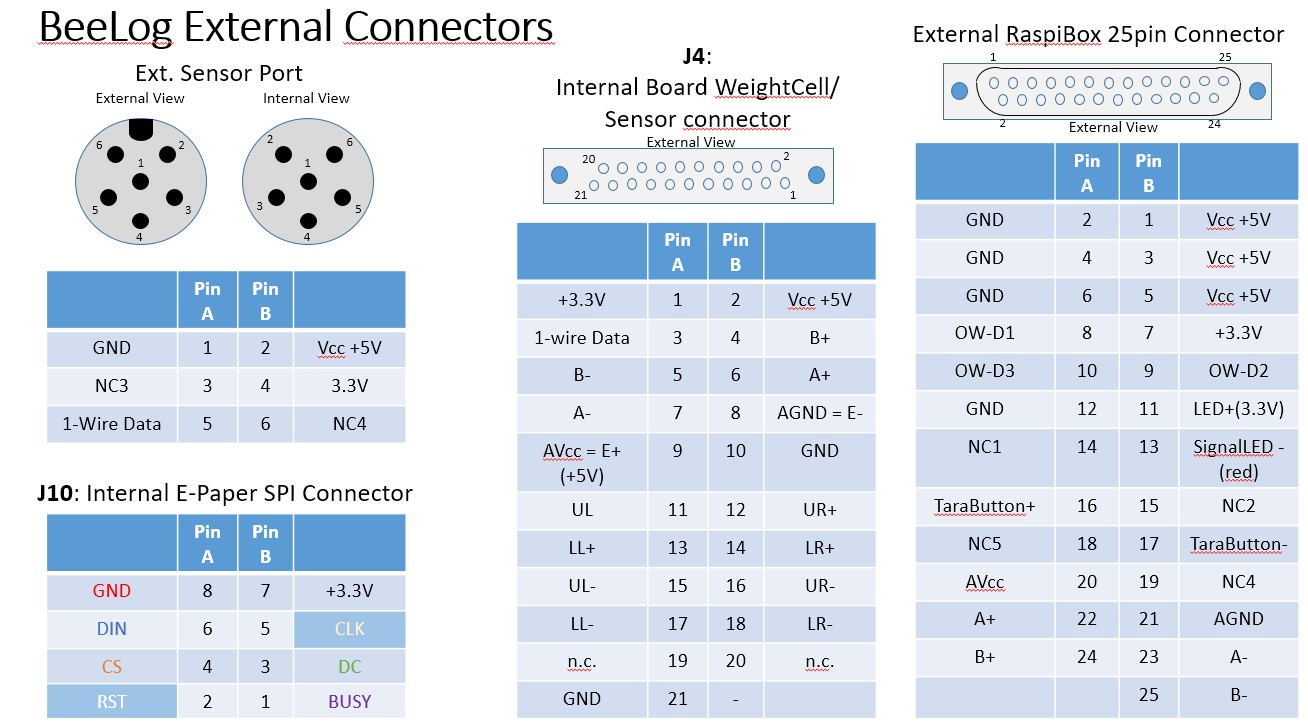 BeeLog External Connectors
Ext. Sensor Port
External View
Internal View
6 2
1
5 3
4
2 6
1
3 5
4
Pin A Pin B
GND 1 2 Vcc +5V
NC3 3 4 3.3V
1-Wire Data 5 6 NC4
J10: Internal E-Paper SPI Connector
Pin A Pin B
GND 8 7 +3.3V
DIN 6 5 CLK
CS 4 3 DC
RST 2 1 BUSY
J4:
Internal Board WeightCell/
Sensor connector
External View
20 2
21 1
Pin A Pin B
+3.3V 1 2 Vcc +5V
1-wire Data 3 4 B+
B- 5 6 A+
A- 7 8 AGND = E-
AVcc = E+ (+5V) 9 10 GND
UL 11 12 UR+
LL+ 13 14 LR+
UL- 15 16 UR-
LL- 17 18 LR-
n.c. 19 20 n.c.
GND 21 -
External RaspiBox 25pin Connector
1 25
2 External View 24
Pin A Pin B
GND 2 1 Vcc +5V
GND 4 3 Vcc +5V
GND 6 5 Vcc +5V
OW-D1 8 7 +3.3V
OW-D3 10 9 OW-D2
GND 12 11 LED+(3.3V)
NC1 14 13 SignalLED - (red)
TaraButton+ 16 15 NC2
NC5 18 17 TaraButton-
AVcc 20 19 NC4
A+ 22 21 AGND
B+ 24 23 A-
25 B-